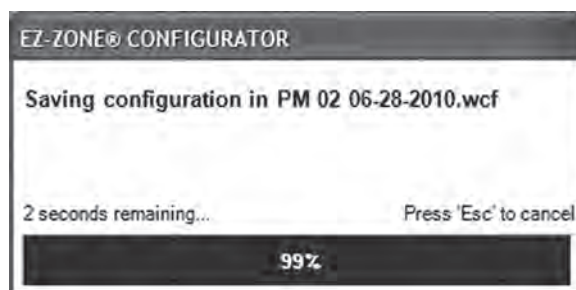 EZ-ZONE® CONFIGURATOR
Saving configuration in PM 02 06-28-2010.wcf
2 seconds remaining... Press 'Esc' to cancel
99%